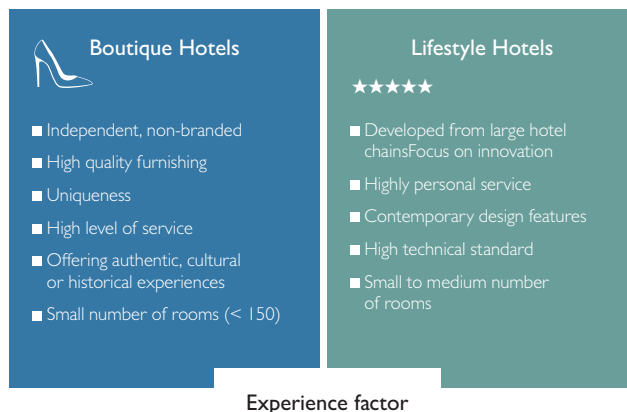 Boutique Hotels
Independent, non-branded
High quality furnishing
Uniqueness
High level of service
Offering authentic, cultural
or historical experiences
Small number of rooms (< 150)
Lifestyle Hotels
Developed from large hotel
chainsFocus on innovation
Highly personal service
Contemporary design features
High technical standard
Small to medium number
of rooms
Experience factor